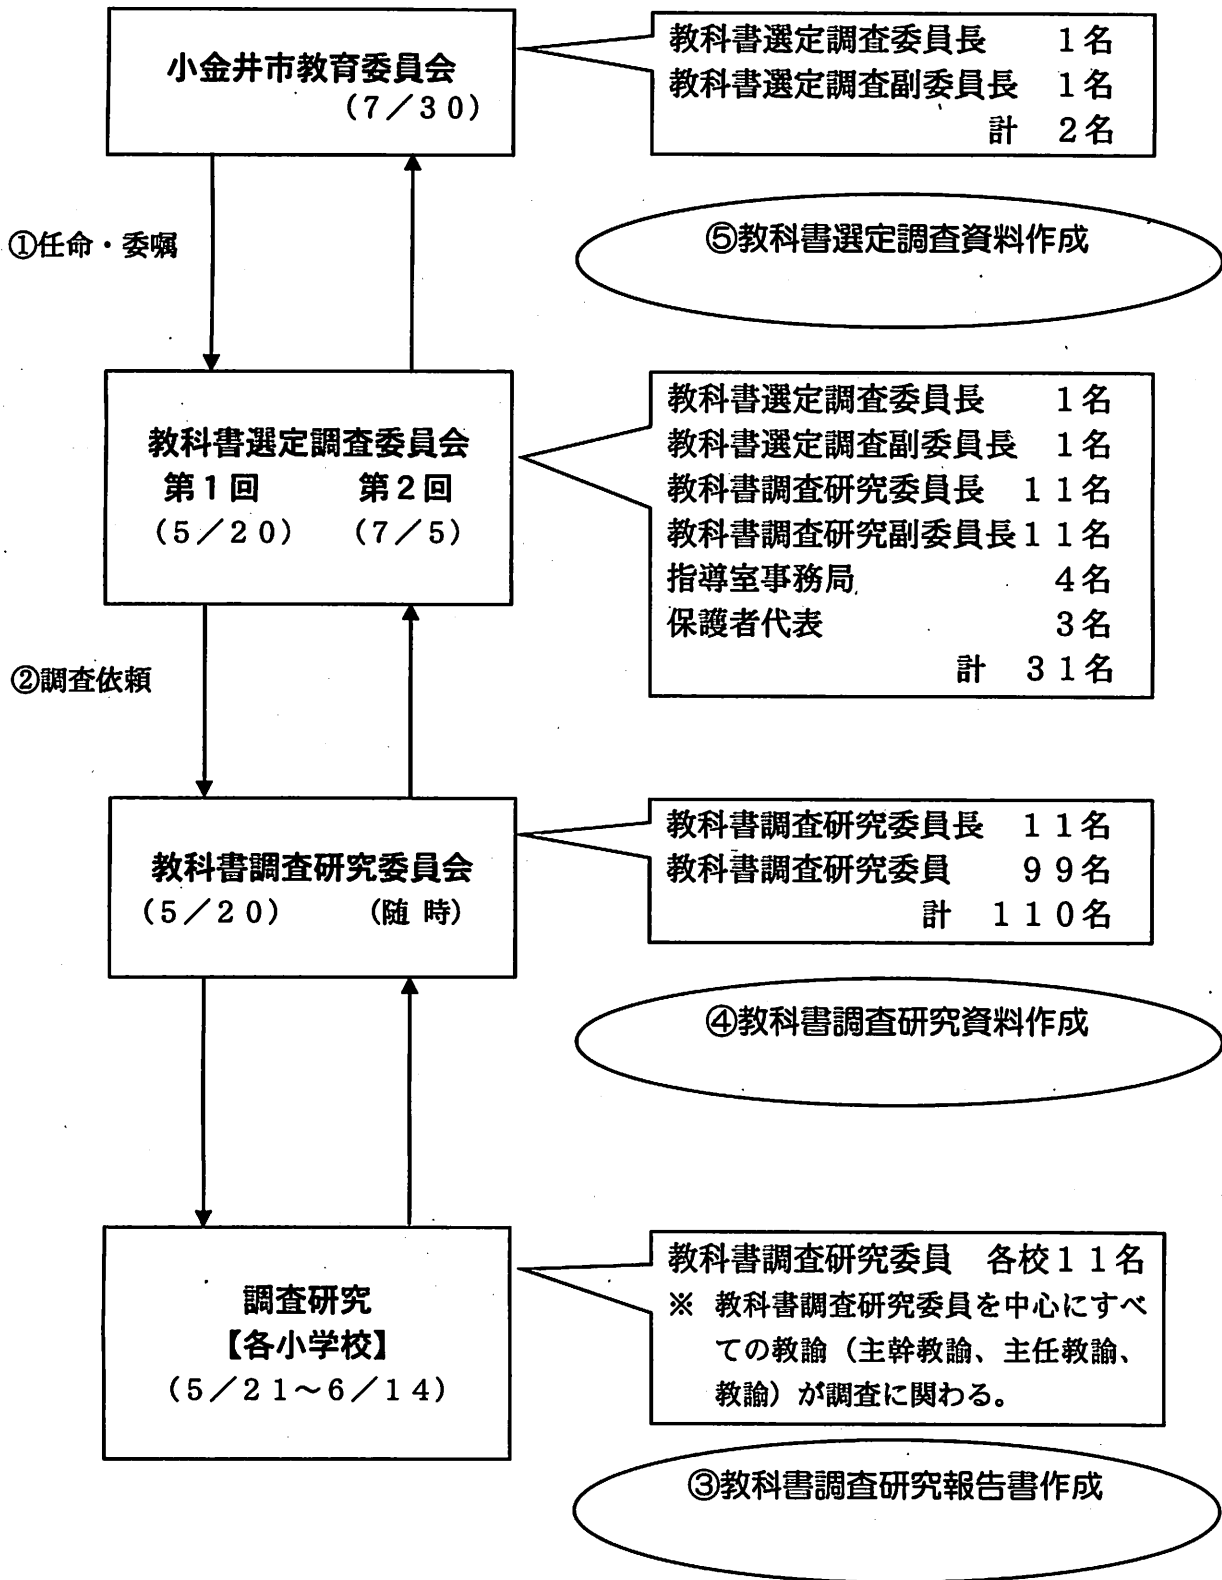 小金井市教育委員会
(7/30)
教科書選定調査委員長 1名
教科書選定調査副委員長 1名
計 2名
①任命・委嘱
⑤教科書選定調査資料作成
教科書選定調査委員会
第1回 第2回
(5/20) (7/5)
教科書選定調査委員長 1名
教科書選定調査副委員長 1名
教科書調査研究委員長 11名
教科書調査研究副委員長11名
指導室事務局 4名
保護者代表 3名
計 31名
②調査依頼
教科書調査研究委員会
(5/20) (随時)
教科書調査研究委員長 11名
教科書調査研究委員 99名
計 110名
④教科書調査研究資料作成
調査研究
【各小学校】
(5/21~6/14)
教科書調査研究委員 各校11名
※ 教科書調査研究委員を中心にすべ
ての教諭(主幹教諭、主任教諭、
教諭)が調査に関わる。
③教科書調査研究報告書作成